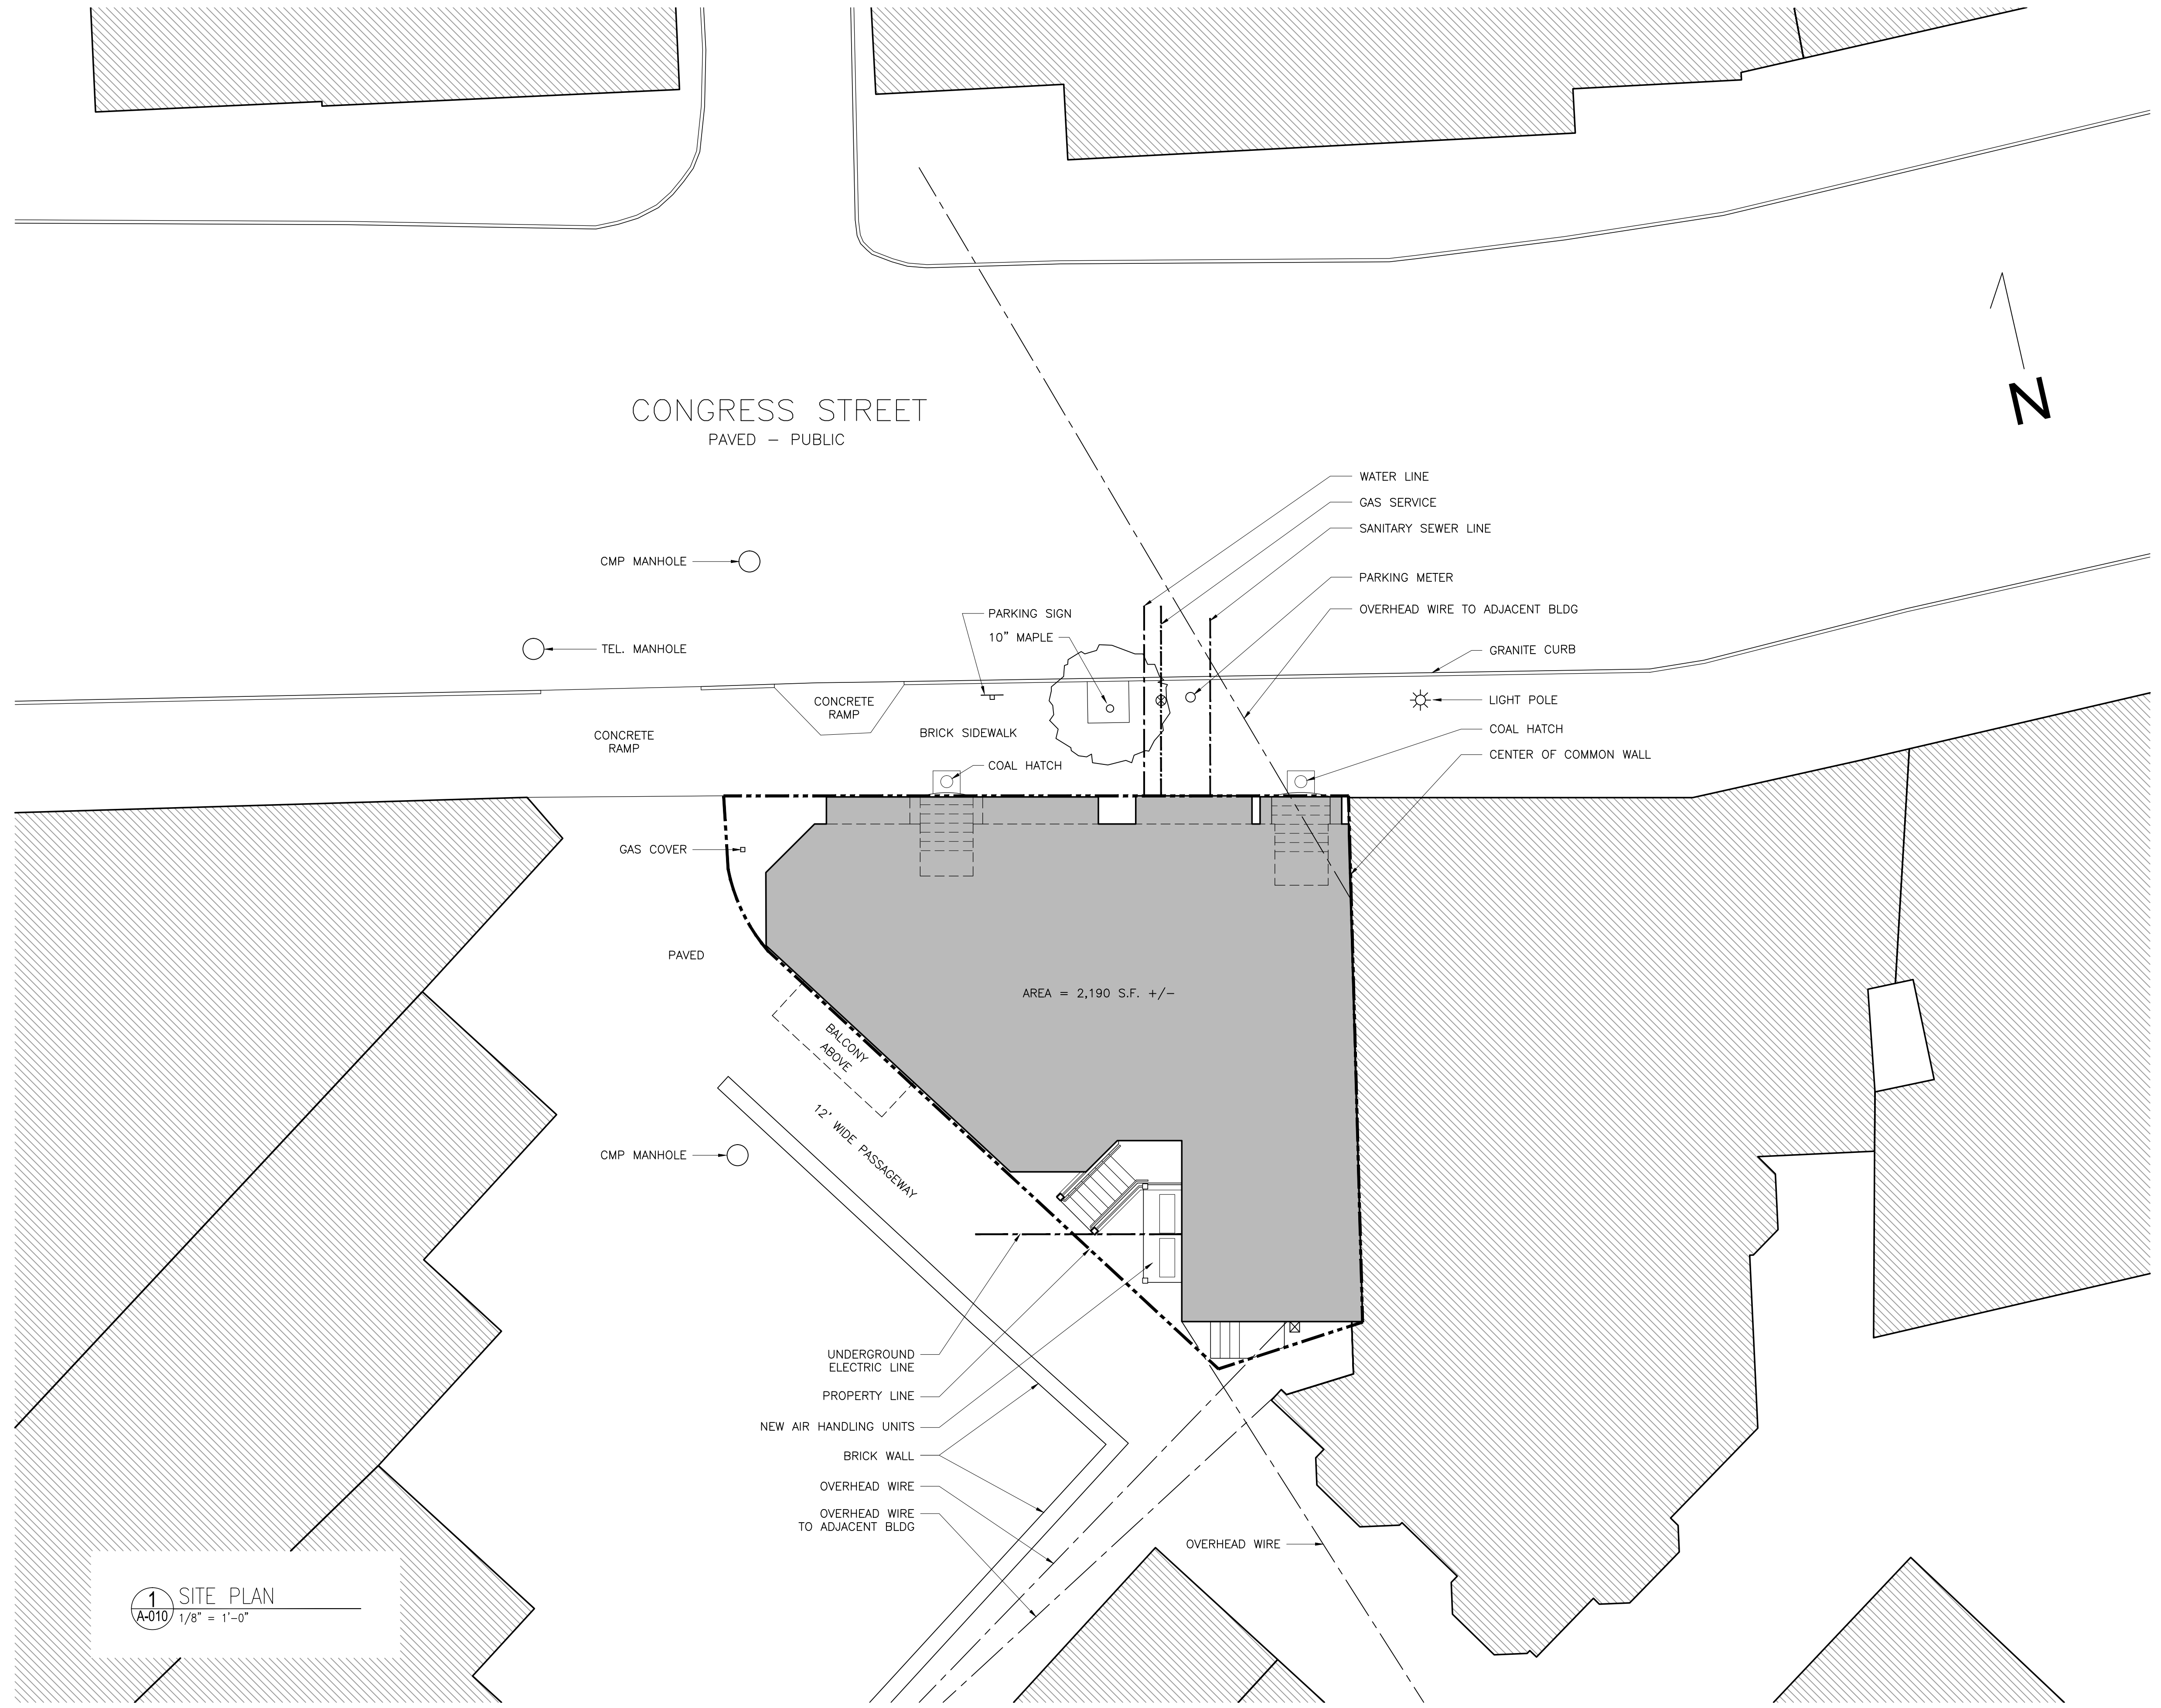 CONGRESS STREET
PAVED – PUBLIC
N
WATER LINE
GAS SERVICE
SANITARY SEWER LINE
CMP MANHOLE
PARKING METER
PARKING SIGN
OVERHEAD WIRE TO ADJACENT BLDG
10" MAPLE
TEL. MANHOLE
GRANITE CURB
CONCRETE
RAMP
LIGHT POLE
CONCRETE
RAMP
BRICK SIDEWALK
COAL HATCH
CENTER OF COMMON WALL
COAL HATCH
GAS COVER
PAVED
AREA = 2,190 S.F. +/–
BALCONY
ABOVE
12' WIDE PASSAGEWAY
CMP MANHOLE
UNDERGROUND
ELECTRIC LINE
PROPERTY LINE
NEW AIR HANDLING UNITS
BRICK WALL
OVERHEAD WIRE
OVERHEAD WIRE
TO ADJACENT BLDG
OVERHEAD WIRE
1
A-010
SITE PLAN
1/8" = 1'-0"